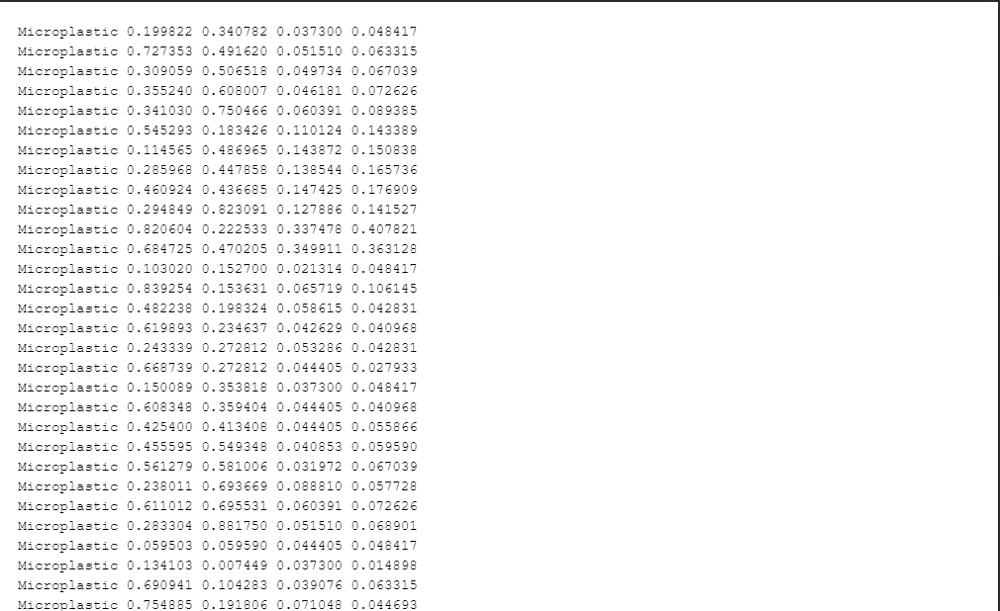 Microplastic 0.199822 0.340782 0.037300 0.048417
Microplastic 0.727353 0.491620 0.051510 0.063315
Microplastic 0.309059 0.506518 0.049734 0.067039
Microplastic 0.355240 0.608007 0.046181 0.072626
Microplastic 0.341030 0.750466 0.060391 0.089385
Microplastic 0.545293 0.183426 0.110124 0.143389
Microplastic 0.114565 0.486965 0.143872 0.150838
Microplastic 0.285968 0.447858 0.138544 0.165736
Microplastic 0.460924 0.436685 0.147425 0.176909
Microplastic 0.294849 0.823091 0.127886 0.141527
Microplastic 0.820604 0.222533 0.337478 0.407821
Microplastic 0.684725 0.470205 0.349911 0.363128
Microplastic 0.103020 0.152700 0.021314 0.048417
Microplastic 0.839254 0.153631 0.065719 0.106145
Microplastic 0.482238 0.198324 0.058615 0.042831
Microplastic 0.619893 0.234637 0.042629 0.040968
Microplastic 0.243339 0.272812 0.053286 0.042831
Microplastic 0.668739 0.272812 0.044405 0.027933
Microplastic 0.150089 0.353818 0.037300 0.048417
Microplastic 0.608348 0.359404 0.044405 0.040968
Microplastic 0.425400 0.413408 0.044405 0.055866
Microplastic 0.455595 0.549348 0.040853 0.059590
Microplastic 0.561279 0.581006 0.031972 0.067039
Microplastic 0.238011 0.693669 0.088810 0.057728
Microplastic 0.611012 0.695531 0.060391 0.072626
Microplastic 0.283304 0.881750 0.051510 0.068901
Microplastic 0.059503 0.059590 0.044405 0.048417
Microplastic 0.134103 0.007449 0.037300 0.014898
Microplastic 0.690941 0.104283 0.039076 0.063315
Microplastic 0.754885 0.191806 0.071048 0.044693